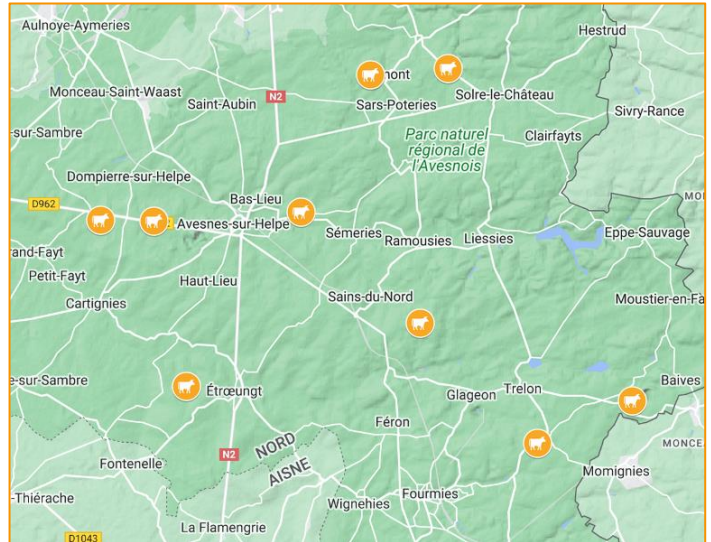 Aulnoye-Aymeries
Hestrud
Monceau-Saint-Waast
Saint-Aubin
N2
Sars-Poteries
Solre-le-Château
Sivry-Rance
-sur-Sambre
Parc naturel
régional de
l'Avesnois
Clairfayts
Dompierre-sur-Helpe
D962
Bas-Lieu
Avesnes-sur-Helpe
Sémeries
Ramousies
Liessies
Eppe-Sauvage
rand-Fayt
Petit-Fayt
Haut-Lieu
Cartignies
Sains-du-Nord
Moustier-en-Fa
e-sur-Sambre
Étrœungt
Glageon
Trelon
Baives
Féron
NORD
AISNE
N2
MONCE
Fontenelle
Momignies
-Thiérache
Wignehies
Fourmies
La Flamengrie
D1043